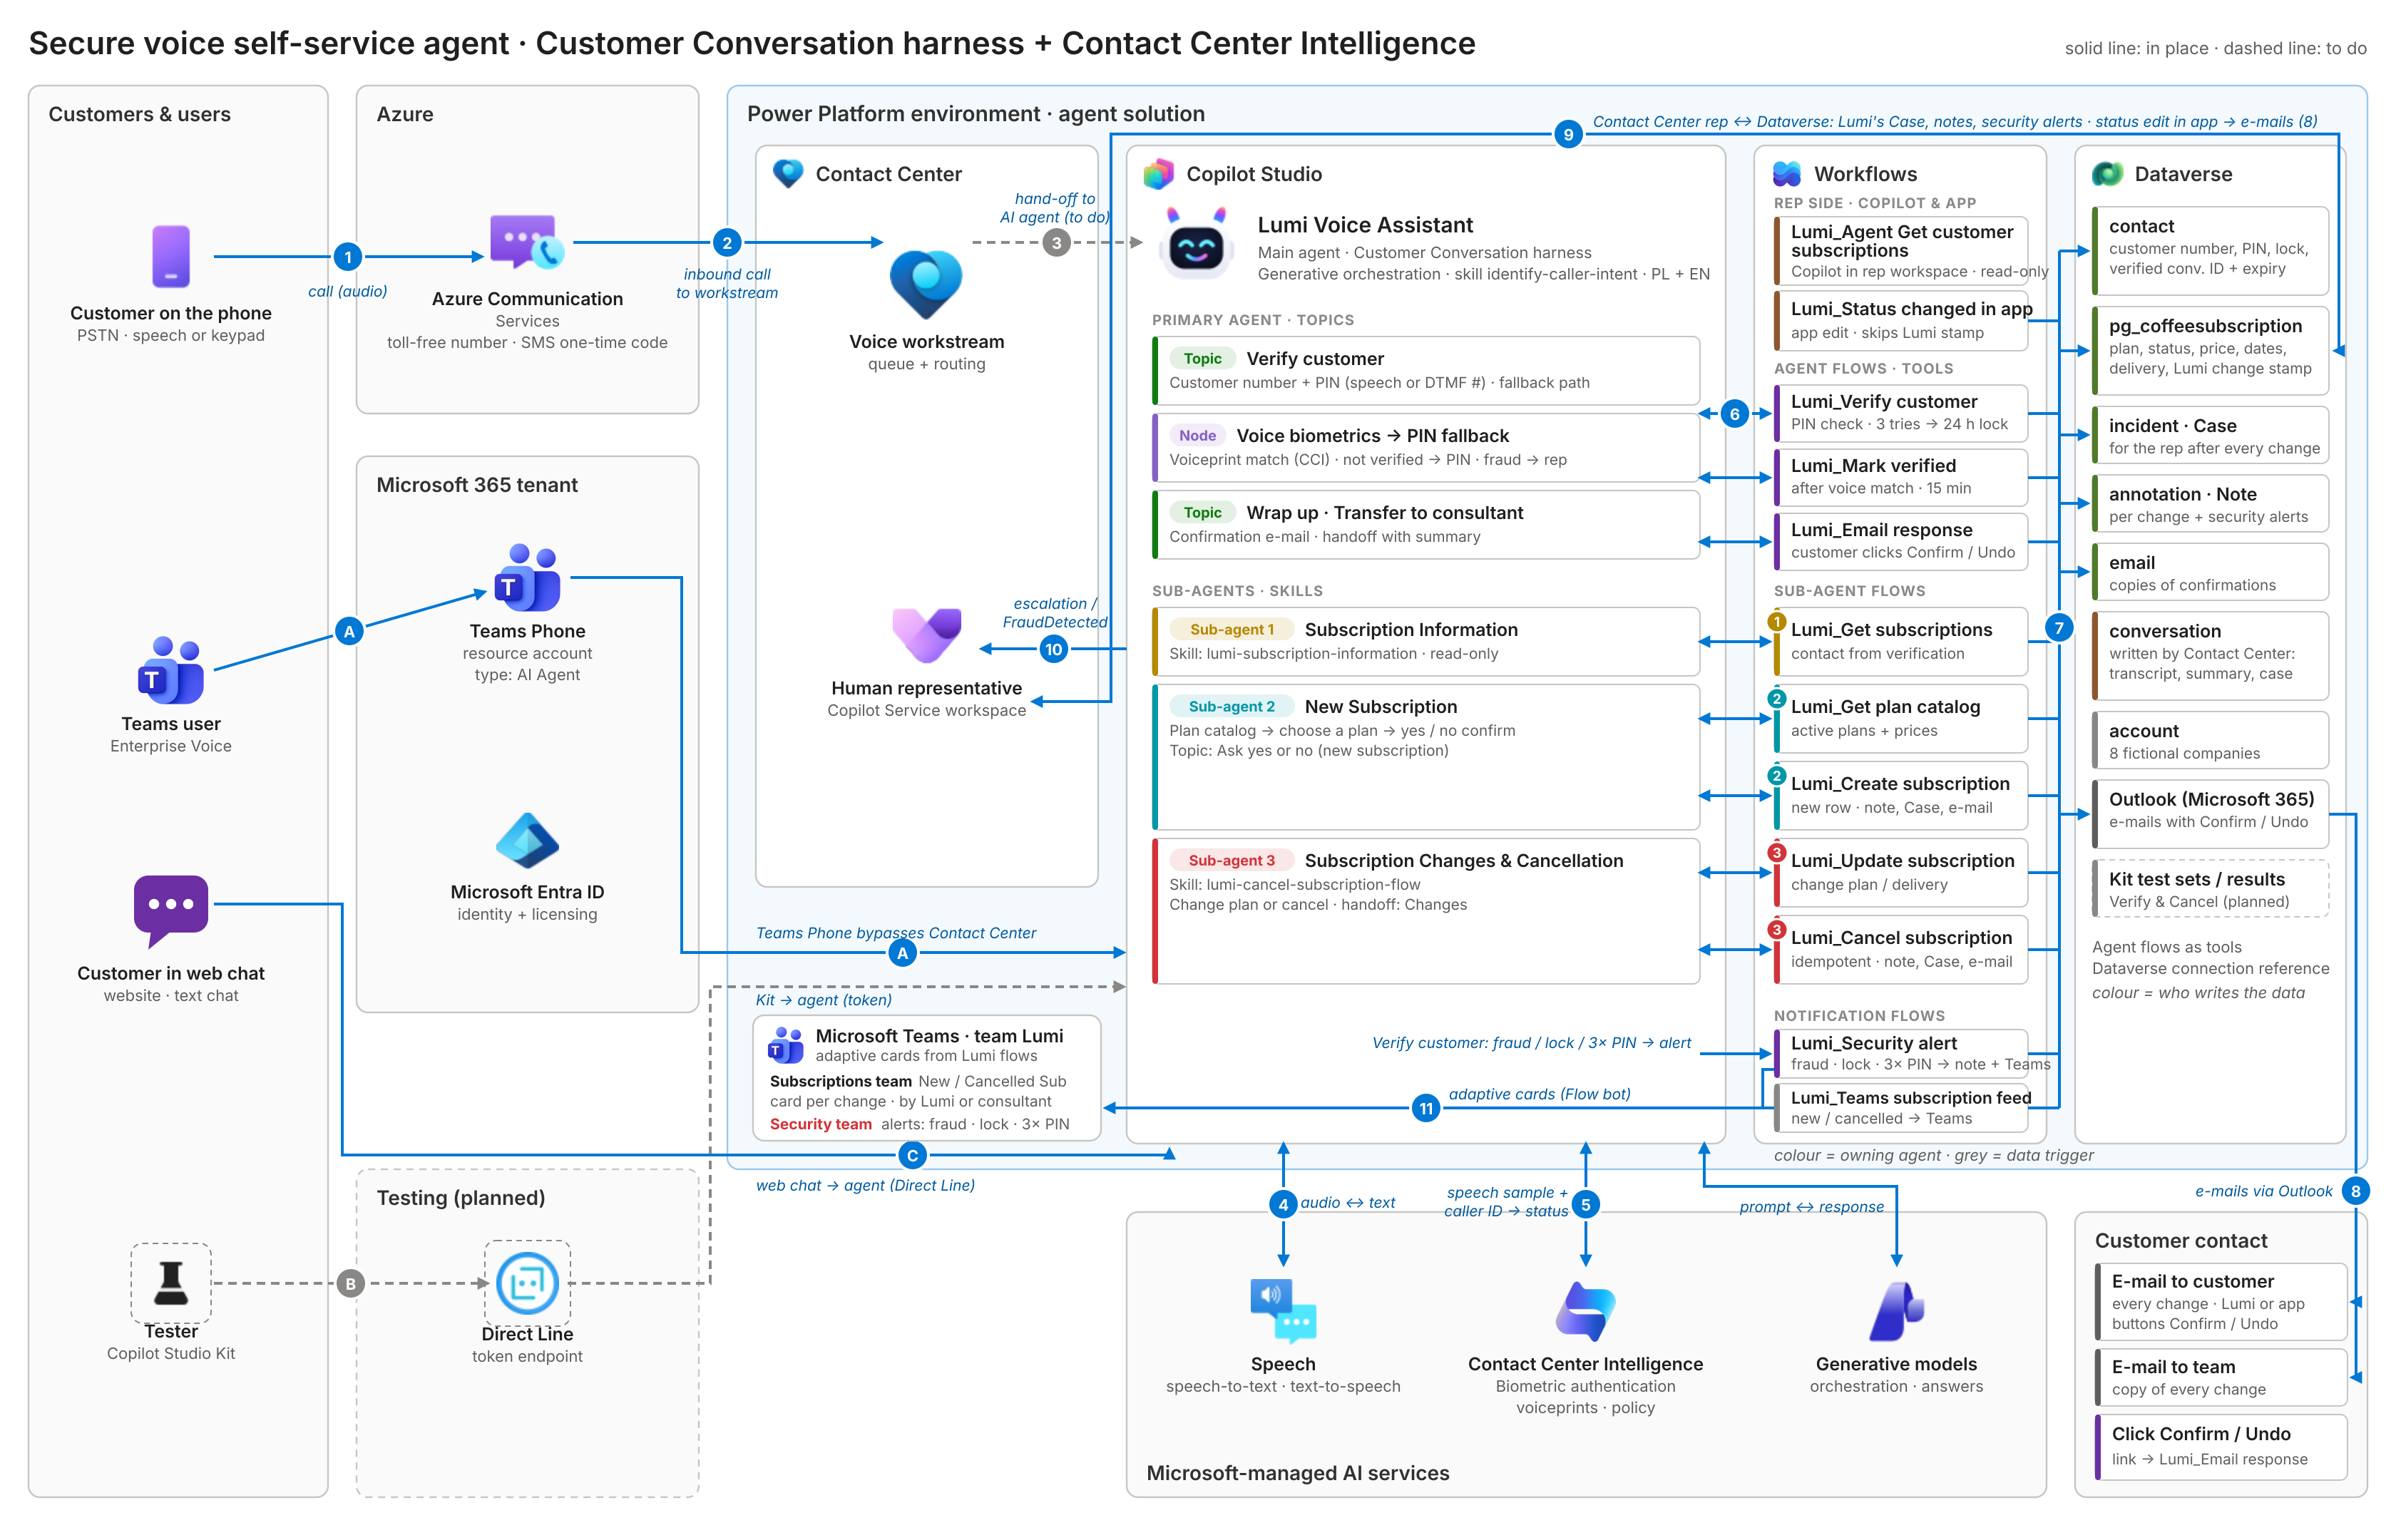 Secure voice self-service agent · Customer Conversation harness + Contact Center Intelligence
solid line: in place · dashed line: to do
Customers & users
Customer on the phone
PSTN · speech or keypad
1
call (audio)
Teams user
Enterprise Voice
A
Customer in web chat
website · text chat
Tester
Copilot Studio Kit
B
Azure
Azure Communication
Services
toll-free number · SMS one-time code
2
inbound call
to workstream
Microsoft 365 tenant
T
Teams Phone
resource account
type: AI Agent
T
Microsoft Entra ID
identity + licensing
Testing (planned)
Direct Line
token endpoint
Power Platform environment · agent solution
9
Contact Center rep ↔ Dataverse: Lumi's Case, notes, security alerts · status edit in app → e-mails (8)
Contact Center
hand-off to
AI agent (to do)
3
Voice workstream
queue + routing
escalation /
FraudDetected
10
Human representative
Copilot Service workspace
Teams Phone bypasses Contact Center
A
Kit → agent (token)
T
Microsoft Teams · team Lumi
adaptive cards from Lumi flows
Subscriptions team New / Cancelled Sub
card per change · by Lumi or consultant
Security team alerts: fraud · lock · 3× PIN
C
web chat → agent (Direct Line)
Copilot Studio
Lumi Voice Assistant
Main agent · Customer Conversation harness
Generative orchestration · skill identify-caller-intent · PL + EN
PRIMARY AGENT · TOPICS
Topic Verify customer
Customer number + PIN (speech or DTMF #) · fallback path
Node Voice biometrics → PIN fallback
Voiceprint match (CCI) · not verified → PIN · fraud → rep
Topic Wrap up · Transfer to consultant
Confirmation e-mail · handoff with summary
SUB-AGENTS · SKILLS
Sub-agent 1 Subscription Information
Skill: lumi-subscription-information · read-only
Sub-agent 2 New Subscription
Plan catalog → choose a plan → yes / no confirm
Topic: Ask yes or no (new subscription)
Sub-agent 3 Subscription Changes & Cancellation
Skill: lumi-cancel-subscription-flow
Change plan or cancel · handoff: Changes
Verify customer: fraud / lock / 3× PIN → alert
11
adaptive cards (Flow bot)
6
Workflows
REP SIDE · COPILOT & APP
Lumi_Agent Get customer
subscriptions
Copilot in rep workspace · read-only
Lumi_Status changed in app
app edit · skips Lumi stamp
AGENT FLOWS · TOOLS
Lumi_Verify customer
PIN check · 3 tries → 24 h lock
Lumi_Mark verified
after voice match · 15 min
Lumi_Email response
customer clicks Confirm / Undo
SUB-AGENT FLOWS
1
Lumi_Get subscriptions
contact from verification
2
Lumi_Get plan catalog
active plans + prices
2
Lumi_Create subscription
new row · note, Case, e-mail
3
Lumi_Update subscription
change plan / delivery
3
Lumi_Cancel subscription
idempotent · note, Case, e-mail
NOTIFICATION FLOWS
Lumi_Security alert
fraud · lock · 3× PIN → note + Teams
Lumi_Teams subscription feed
new / cancelled → Teams
colour = owning agent · grey = data trigger
7
Dataverse
contact
customer number, PIN, lock,
verified conv. ID + expiry
pg_coffeesubscription
plan, status, price, dates,
delivery, Lumi change stamp
incident · Case
for the rep after every change
annotation · Note
per change + security alerts
email
copies of confirmations
conversation
written by Contact Center:
transcript, summary, case
account
8 fictional companies
Outlook (Microsoft 365)
e-mails with Confirm / Undo
Kit test sets / results
Verify & Cancel (planned)
Agent flows as tools
Dataverse connection reference
colour = who writes the data
4
audio ↔ text
speech sample +
caller ID → status
5
prompt ↔ response
Speech
speech-to-text · text-to-speech
Contact Center Intelligence
Biometric authentication
voiceprints · policy
Generative models
orchestration · answers
Microsoft-managed AI services
e-mails via Outlook
8
Customer contact
E-mail to customer
every change · Lumi or app
buttons Confirm / Undo
E-mail to team
copy of every change
Click Confirm / Undo
link → Lumi_Email response